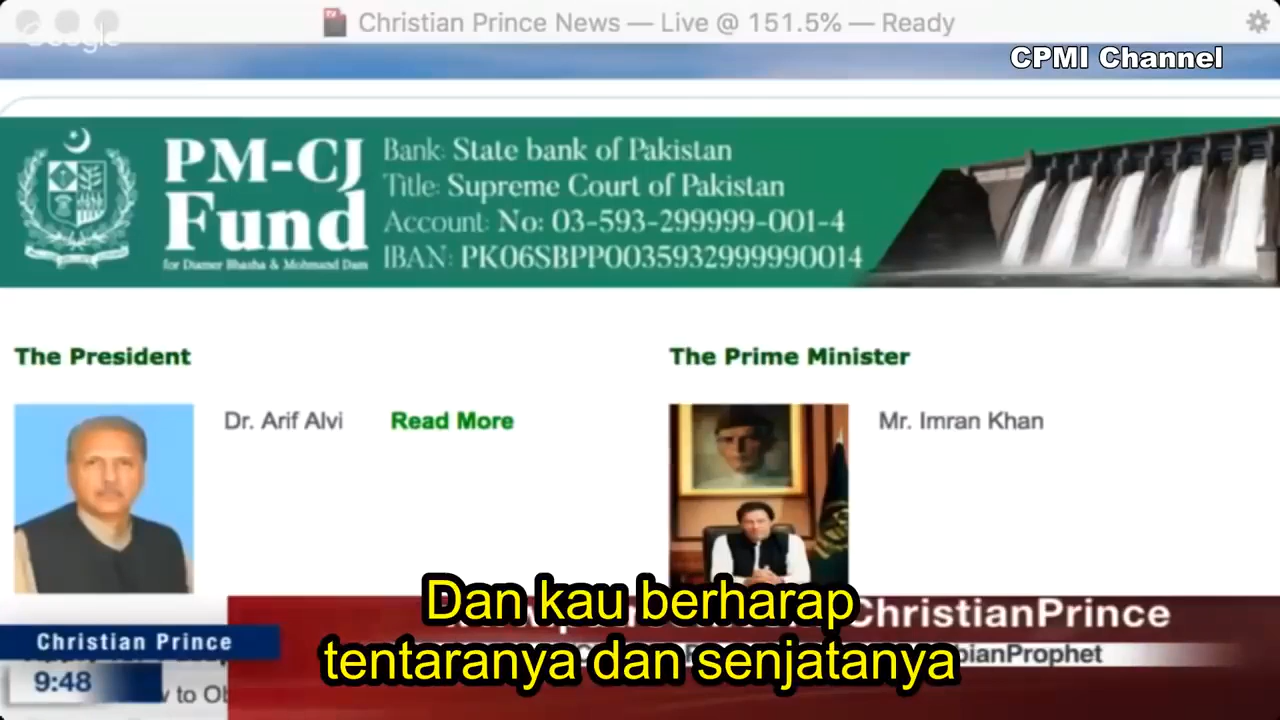 Christian Prince News — Live @ 151.5% — Ready
Google
CPMI Channel
PM-CJ
Fund
for Diamer Bhasha & Mohmand Dam
Bank: State bank of Pakistan
Title: Supreme Court of Pakistan
Account: No: 03-593-299999-001-4
IBAN: PK06SBPP0035932999990014
The President
The Prime Minister
Dr. Arif Alvi
Read More
Mr. Imran Khan
Dan kau berharap
ChristianPrince
Christian Prince
tentaranya dan senjatanya
9:48
to